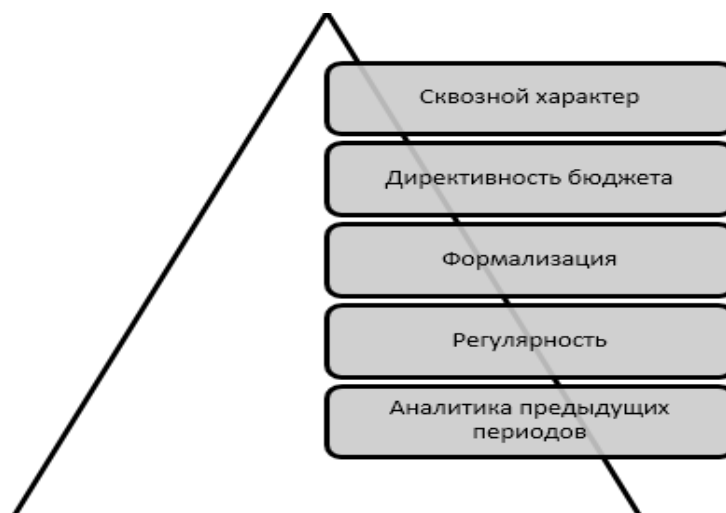 Сквозной характер
Директивность бюджета
Формализация
Регулярность
Аналитика предыдущих
периодов